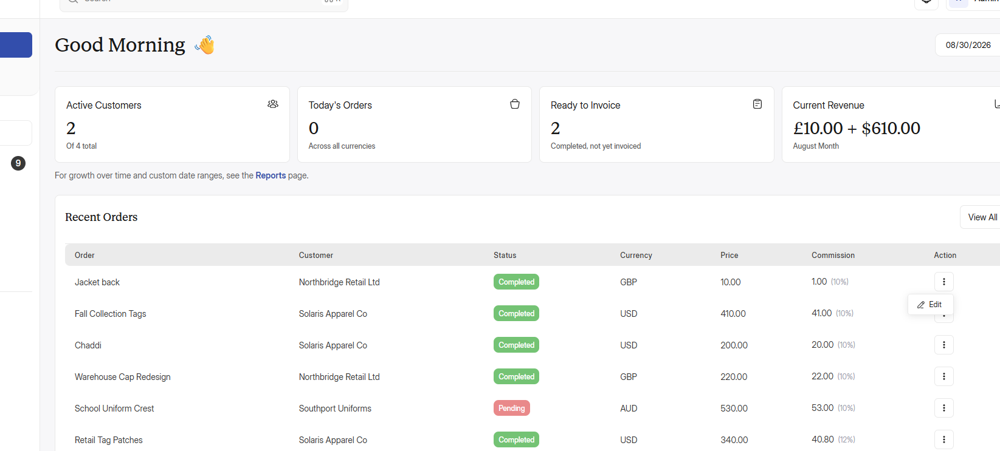 Search
Good Morning 👋
08/30/2026
9
Active Customers
2
Of 4 total
Today's Orders
0
Across all currencies
Ready to Invoice
2
Completed, not yet invoiced
Current Revenue
£10.00 + $610.00
August Month
For growth over time and custom date ranges, see the Reports page.
Recent Orders
View All
Order Customer Status Currency Price Commission Action
Jacket back Northbridge Retail Ltd Completed GBP 10.00 1.00 (10%)
Edit
Fall Collection Tags Solaris Apparel Co Completed USD 410.00 41.00 (10%)
Chaddi Solaris Apparel Co Completed USD 200.00 20.00 (10%)
Warehouse Cap Redesign Northbridge Retail Ltd Completed GBP 220.00 22.00 (10%)
School Uniform Crest Southport Uniforms Pending AUD 530.00 53.00 (10%)
Retail Tag Patches Solaris Apparel Co Completed USD 340.00 40.80 (12%)